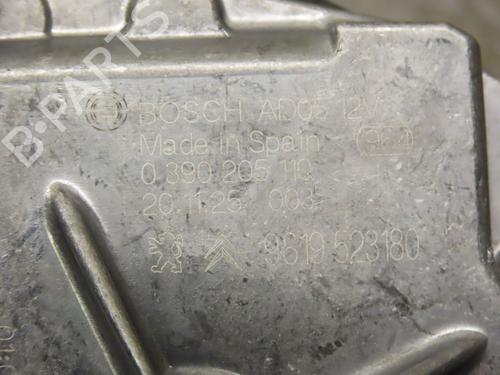 B-PARTS
BOSCH AD05 12V
Made in Spain
0 390 205 110
20.11.25 003
9619 523180